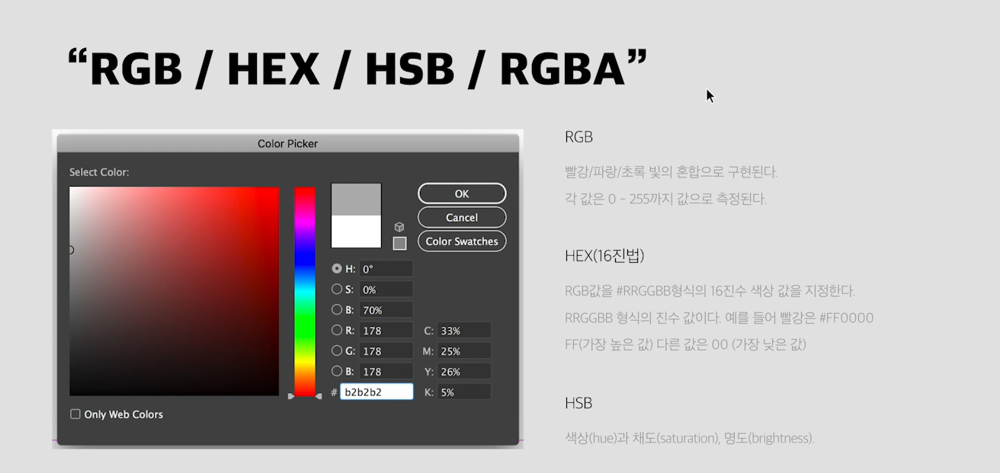 “RGB / HEX / HSB / RGBA”
Color Picker
Select Color:
OK
Cancel
Color Swatches
H: 0°
S: 0%
B: 70%
R: 178
G: 178
B: 178
# b2b2b2
C: 33%
M: 25%
Y: 26%
K: 5%
Only Web Colors
RGB
빨강/파랑/초록 빛의 혼합으로 구현된다.
각 값은 0 - 255까지 값으로 측정된다.
HEX(16진법)
RGB값을 #RRGGBB형식의 16진수 색상 값을 지정한다.
RRGGBB 형식의 진수 값이다. 예를 들어 빨강은 #FF0000
FF(가장 높은 값) 다른 값은 00 (가장 낮은 값)
HSB
색상(hue)과 채도(saturation), 명도(brightness).